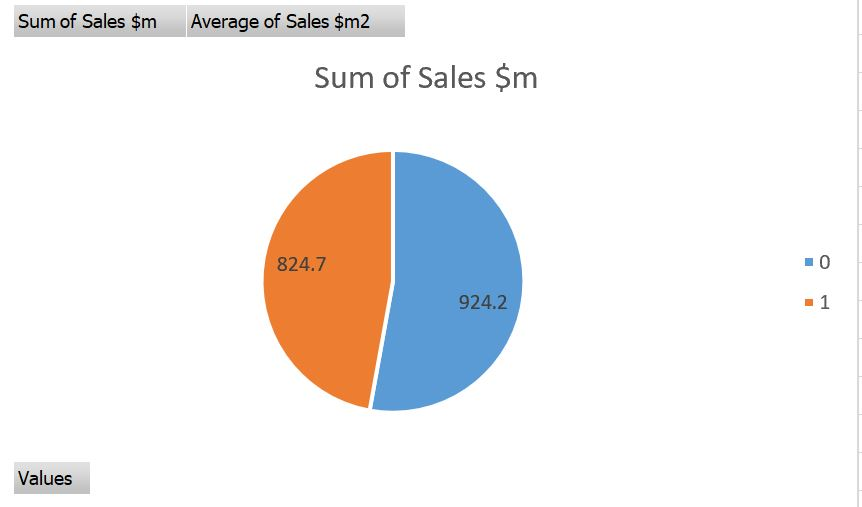 Sum of Sales $m
Average of Sales $m2
Sum of Sales $m
824.7
924.2
0
1
Values